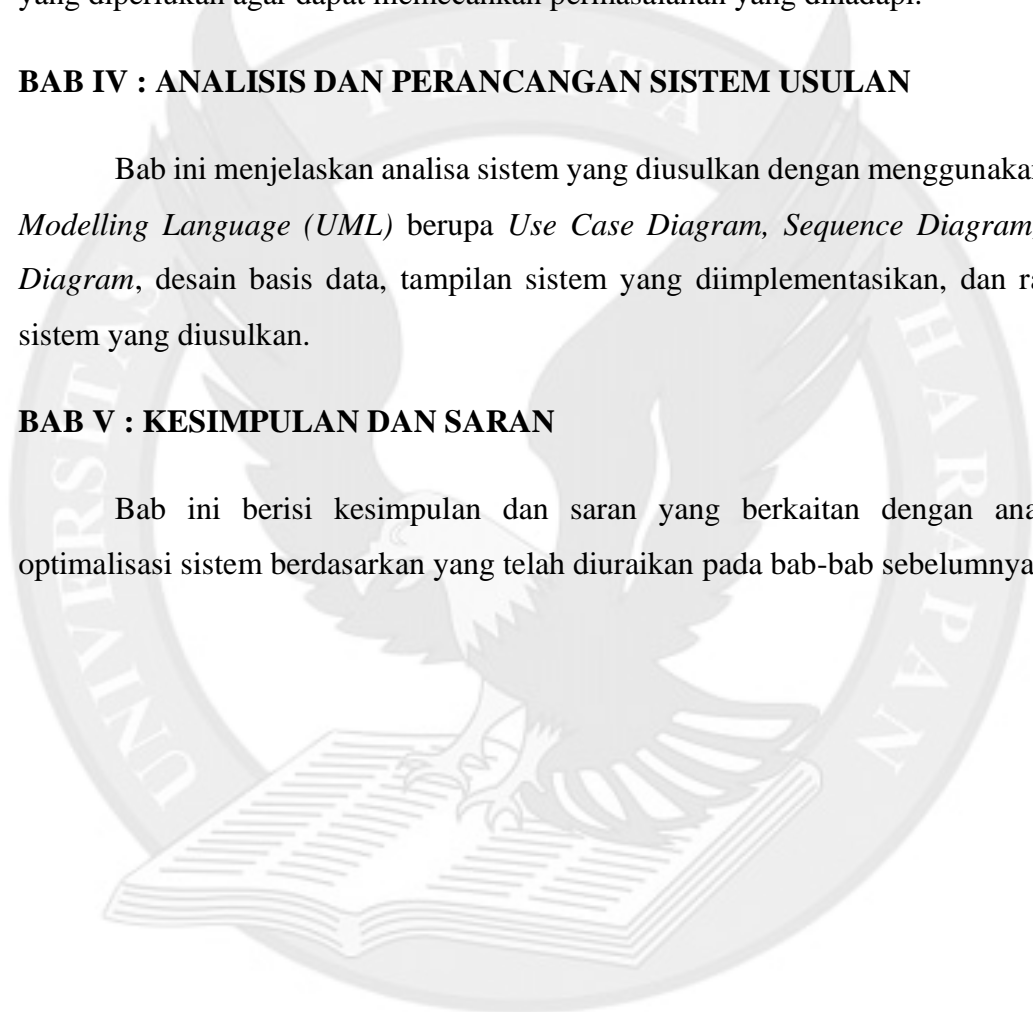 yang diperlukan agar dapat memecahkan permasalahan yang dihadapi.
BAB IV : ANALISIS DAN PERANCANGAN SISTEM USULAN
Bab ini menjelaskan analisa sistem yang diusulkan dengan menggunakan
Modelling Language (UML) berupa Use Case Diagram, Sequence Diagram,
Diagram, desain basis data, tampilan sistem yang diimplementasikan, dan
sistem yang diusulkan.
BAB V : KESIMPULAN DAN SARAN
Bab ini berisi kesimpulan dan saran yang berkaitan dengan
optimalisasi sistem berdasarkan yang telah diuraikan pada bab-bab sebelumnya
UNIVERSITAS PELITA HARAPAN